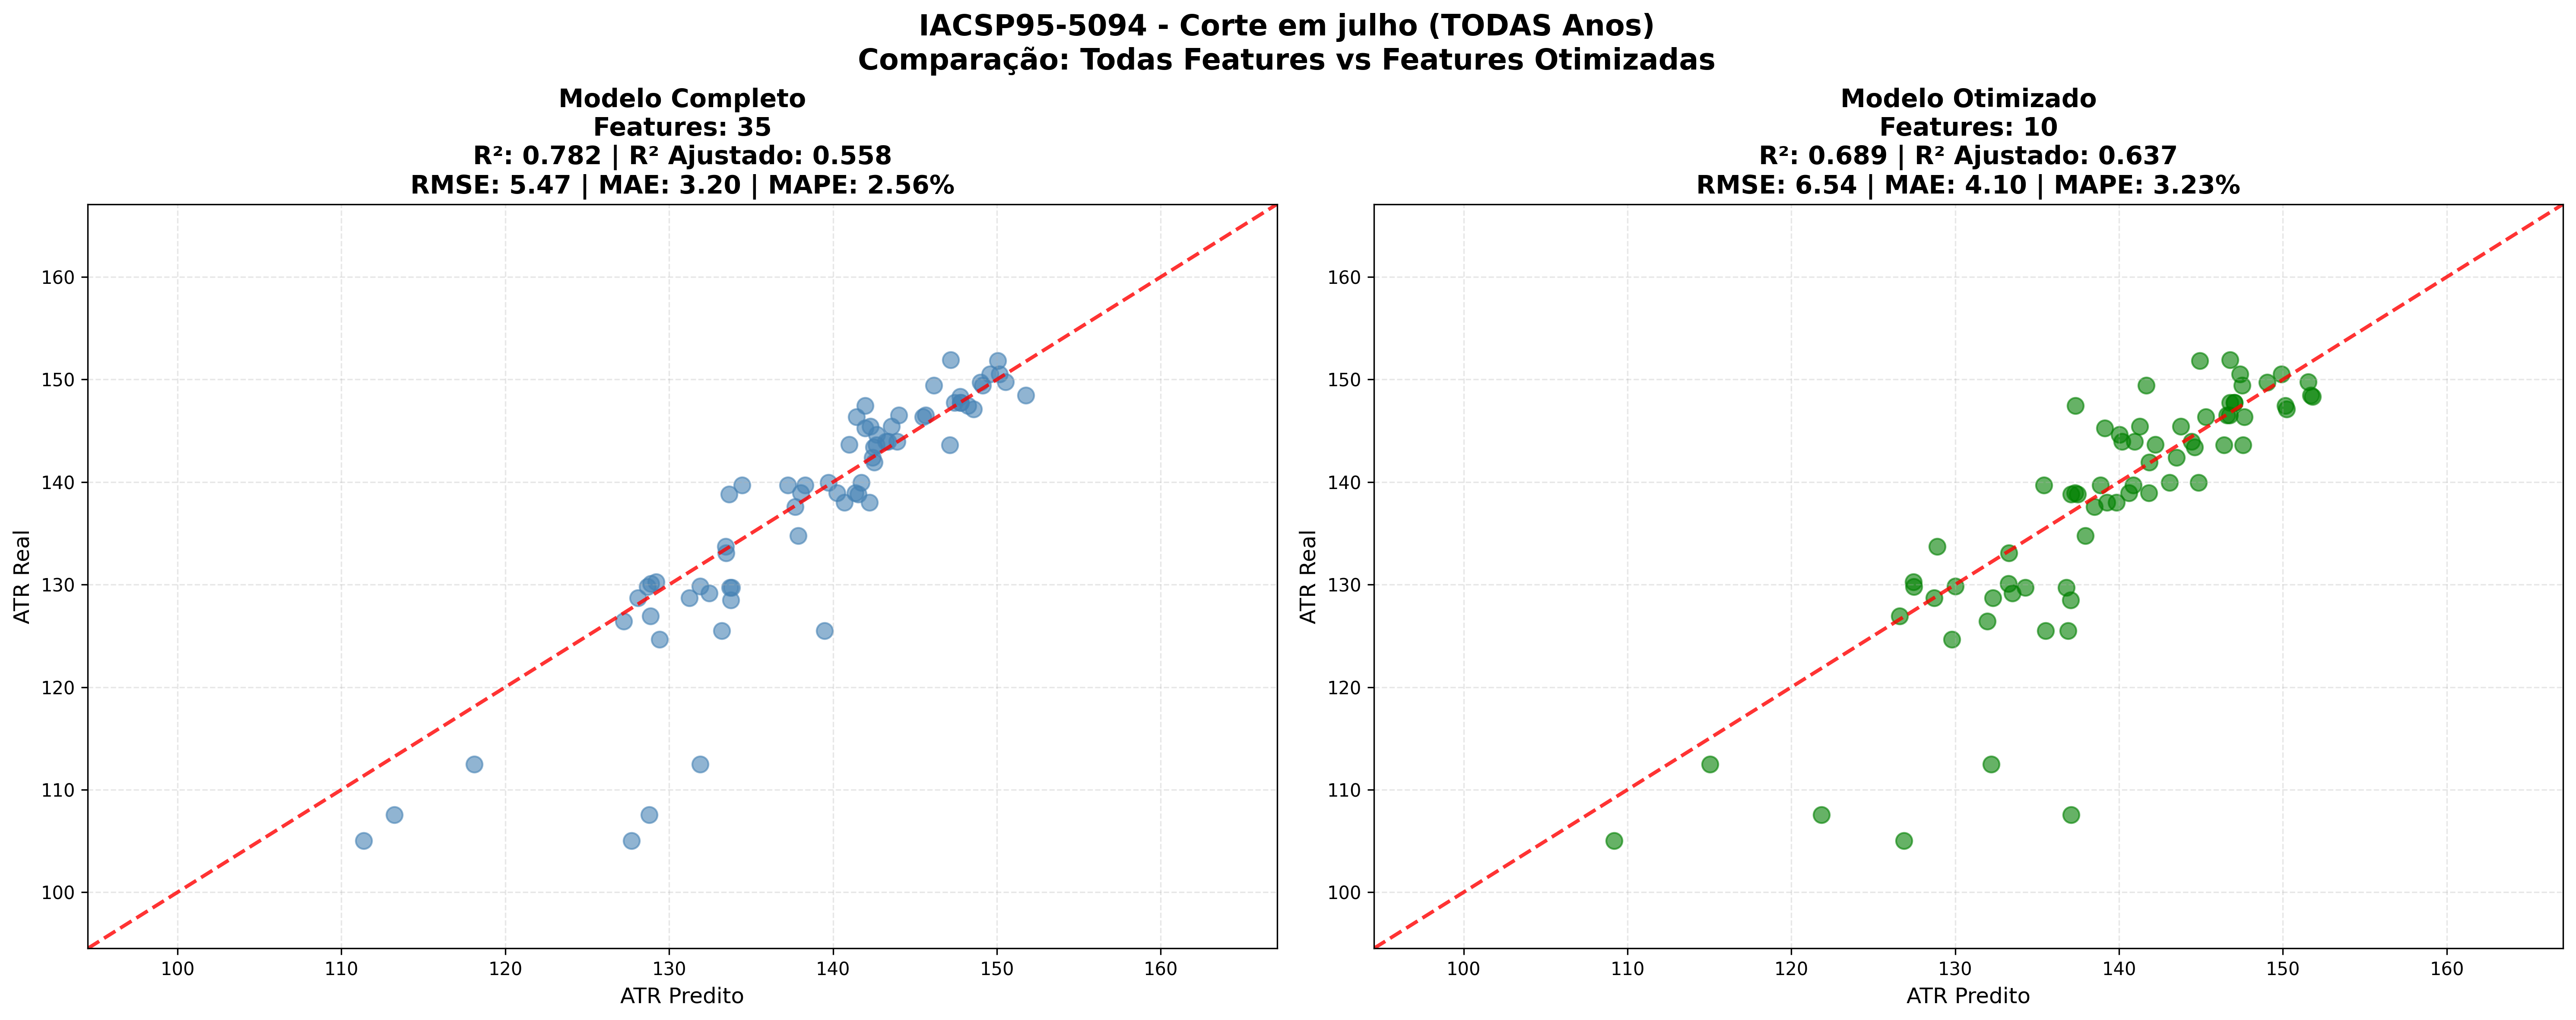 IACSP95-5094 - Corte em julho (TODAS Anos)
Comparação: Todas Features vs Features Otimizadas
Modelo Completo
Features: 35
R²: 0.782 | R² Ajustado: 0.558
RMSE: 5.47 | MAE: 3.20 | MAPE: 2.56%
ATR Real
160
150
140
130
120
110
100
100 110 120 130 140 150 160
ATR Predito
Modelo Otimizado
Features: 10
R²: 0.689 | R² Ajustado: 0.637
RMSE: 6.54 | MAE: 4.10 | MAPE: 3.23%
ATR Real
160
150
140
130
120
110
100
100 110 120 130 140 150 160
ATR Predito